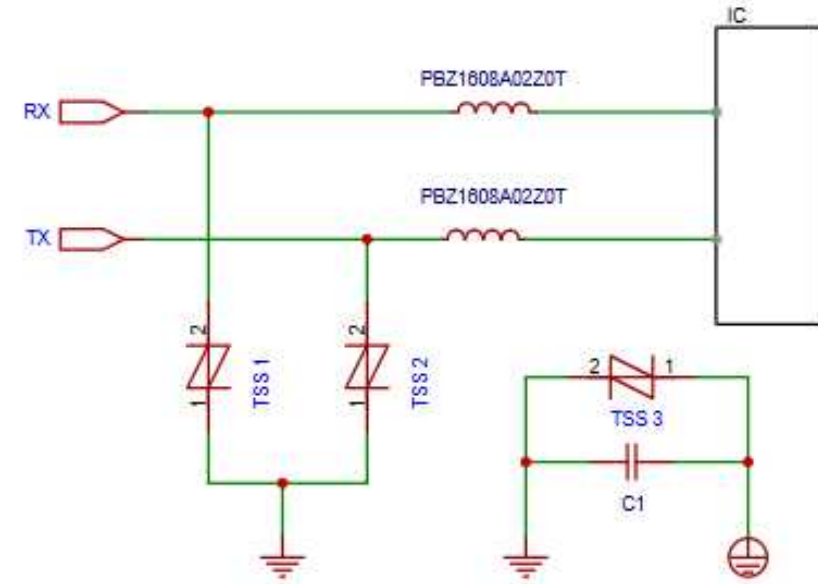 IC
PBZ1608A02Z0T
RX
PBZ1608A02Z0T
TX
2
1
TSS 1
2
1
TSS 2
2
1
TSS 3
C1